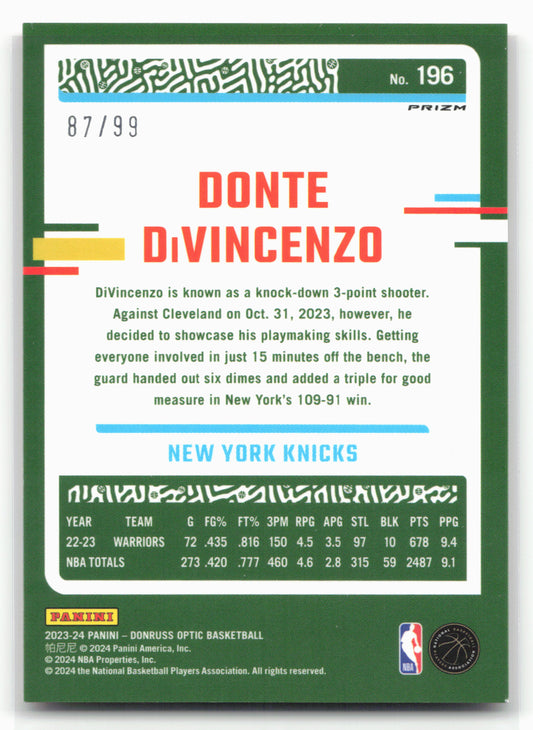 No. 196
PRIZM
87/99
DONTE
DiVINCENZO
DiVincenzo is known as a knock-down 3-point shooter.
Against Cleveland on Oct. 31, 2023, however, he
decided to showcase his playmaking skills. Getting
everyone involved in just 15 minutes off the bench, the
guard handed out six dimes and added a triple for good
measure in New York's 109-91 win.
NEW YORK KNICKS
YEAR TEAM G FG% FT% 3PM RPG APG STL BLK PTS PPG
22-23 WARRIORS 72 .435 .816 150 4.5 3.5 97 10 678 9.4
NBA TOTALS 273 .420 .777 460 4.6 2.8 315 59 2487 9.1
PANINI
2023-24 PANINI – DONRUSS OPTIC BASKETBALL
帕尼尼 © 2024 Panini America, Inc.
© 2024 NBA Properties, Inc.
© 2024 the National Basketball Players Association. All rights reserved.
NBA
NATIONAL BASKETBALL
PLAYERS ASSOCIATION